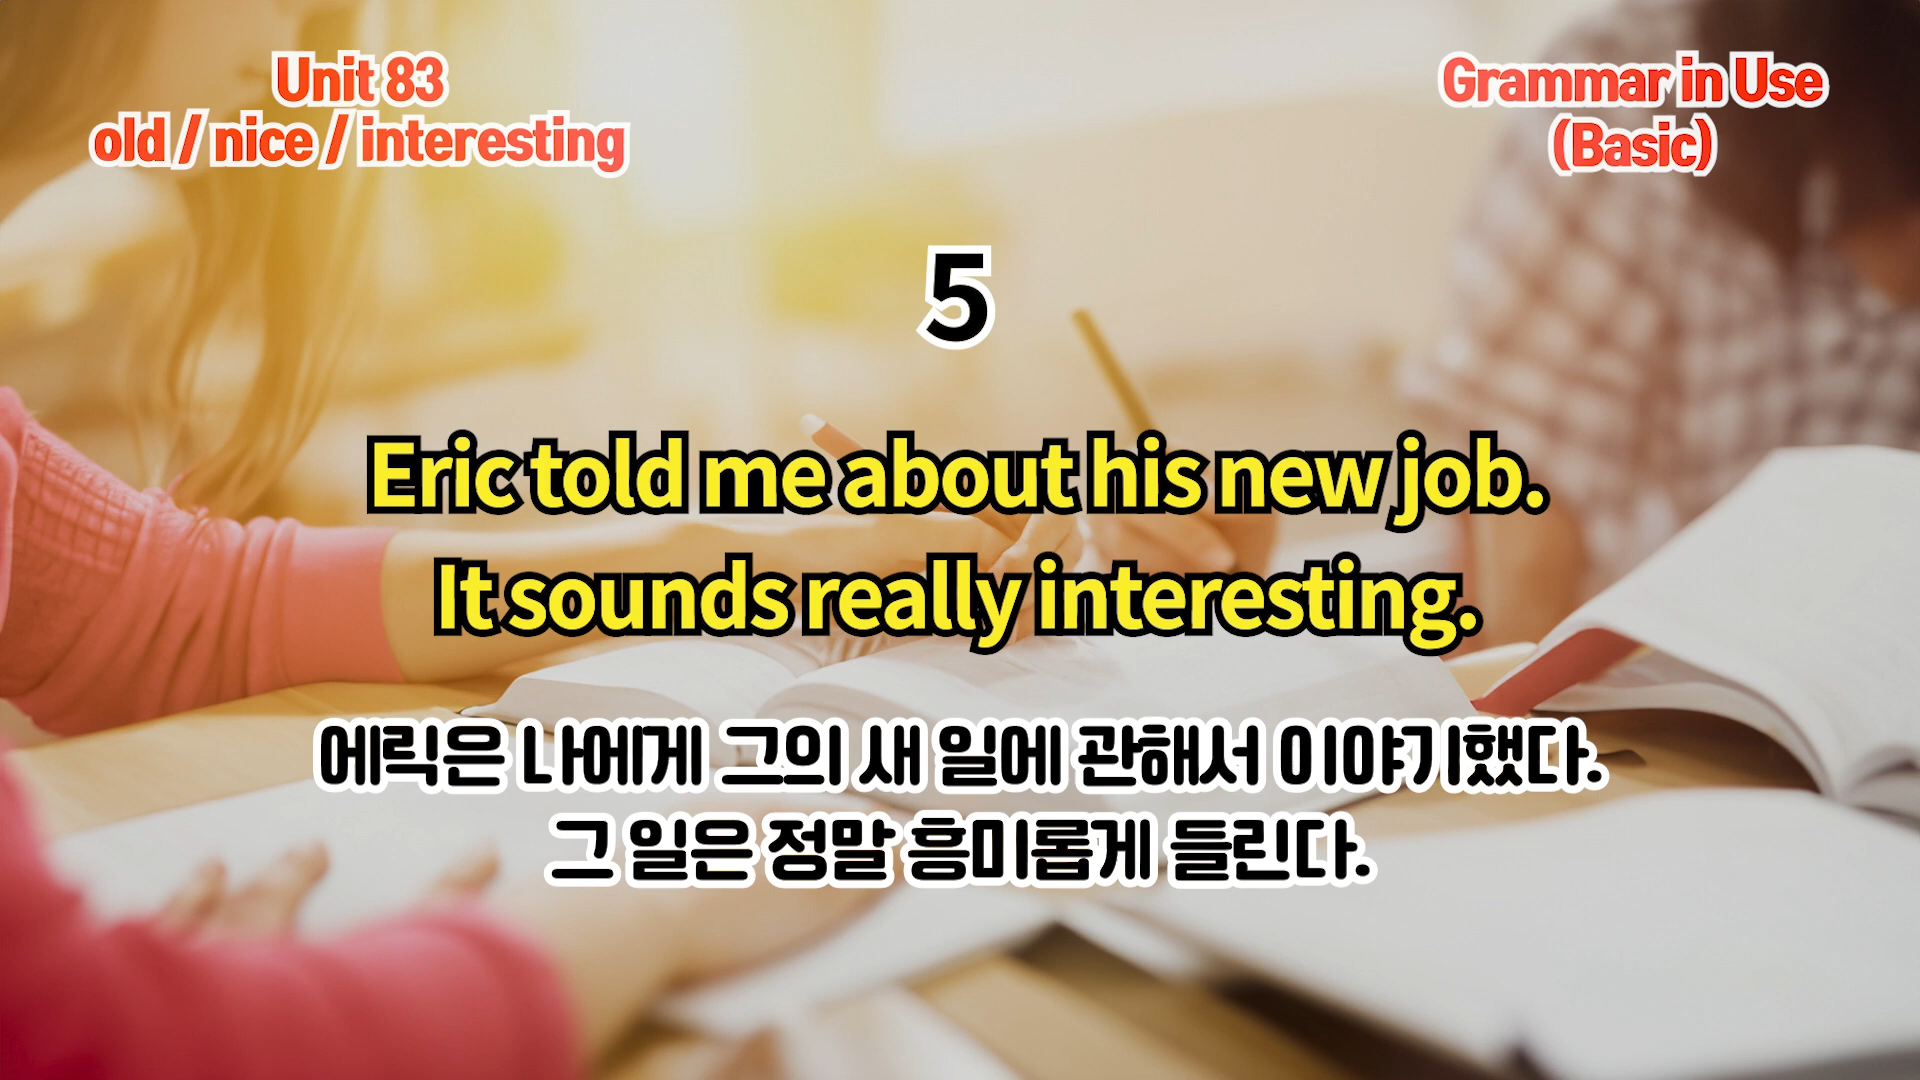 Unit 83
old / nice / interesting
Grammar in Use
(Basic)
5
Eric told me about his new job.
It sounds really interesting.
에릭은 나에게 그의 새 일에 관해서 이야기했다.
그 일은 정말 흥미롭게 들린다.